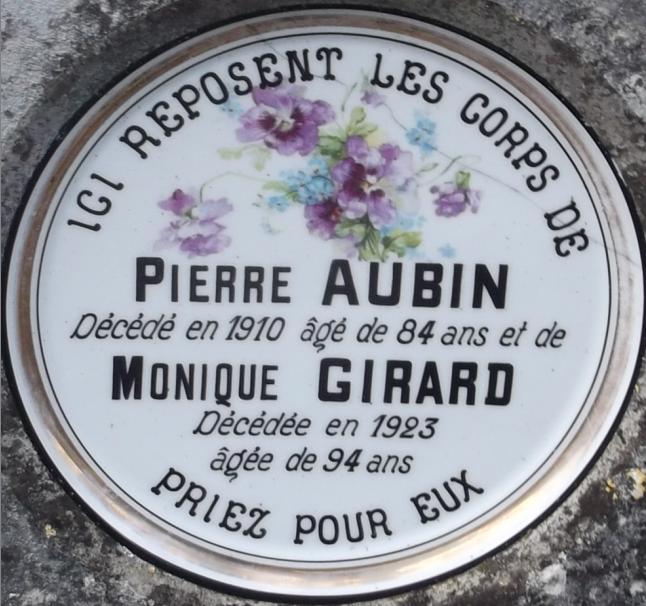 ICI REPOSENT LES CORPS DE
PIERRE AUBIN
Décédé en 1910 âgé de 84 ans et de
MONIQUE GIRARD
Décédée en 1923
âgée de 94 ans
PRIEZ POUR EUX